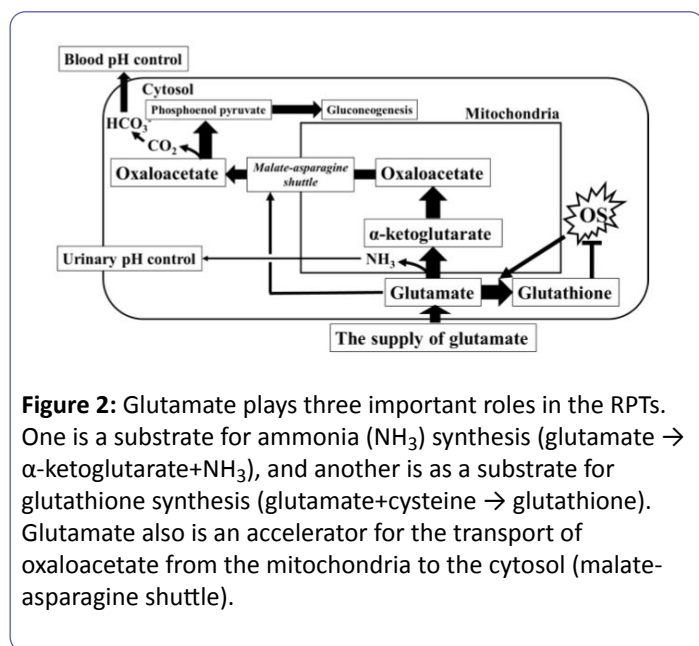 Blood pH control
Cytosol
Phosphoenol pyruvate
Gluconeogenesis
Mitochondria
HCO₃⁻
CO₂
Oxaloacetate
Malate-asparagine
shuttle
Oxaloacetate
OS
α-ketoglutarate
Urinary pH control
NH₃
Glutamate
Glutathione
The supply of glutamate
Figure 2: Glutamate plays three important roles in the RPTs.
One is a substrate for ammonia (NH₃) synthesis (glutamate →
α-ketoglutarate+NH₃), and another is as a substrate for
glutathione synthesis (glutamate+cysteine → glutathione).
Glutamate also is an accelerator for the transport of
oxaloacetate from the mitochondria to the cytosol (malate-
asparagine shuttle).